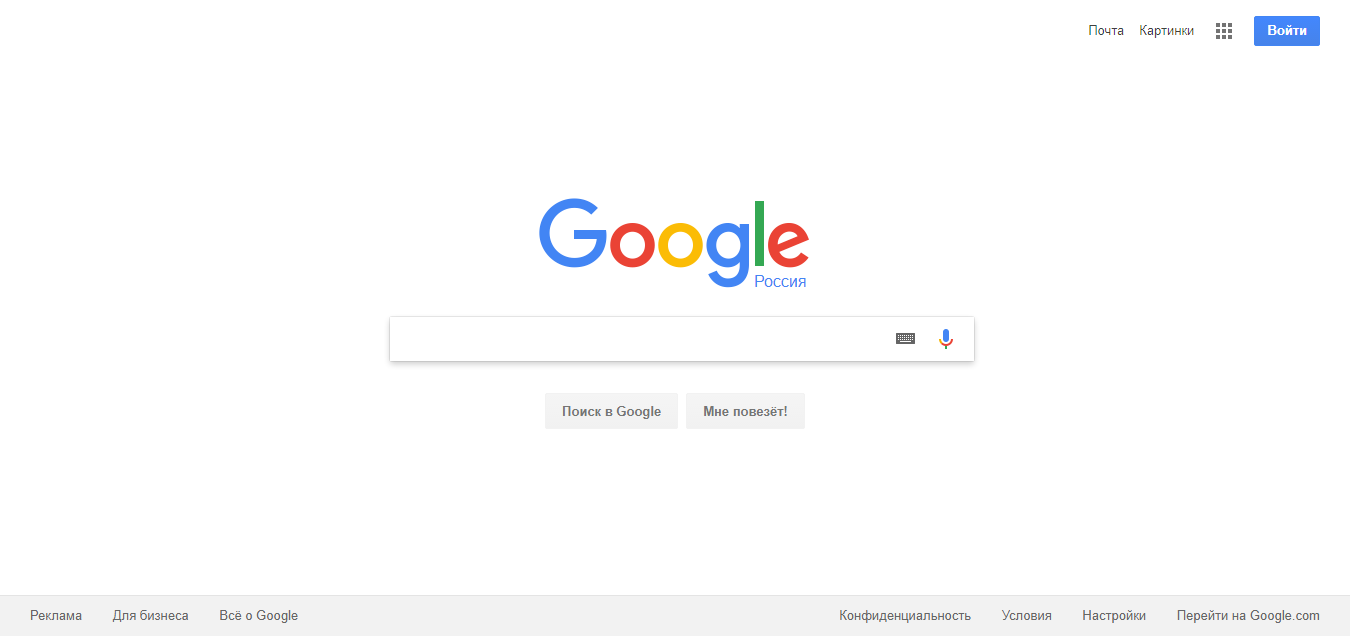 Почта Картинки Войти
Google
Россия
Поиск в Google Мне повезёт!
Реклама Для бизнеса Всё о Google Конфиденциальность Условия Настройки Перейти на Google.com